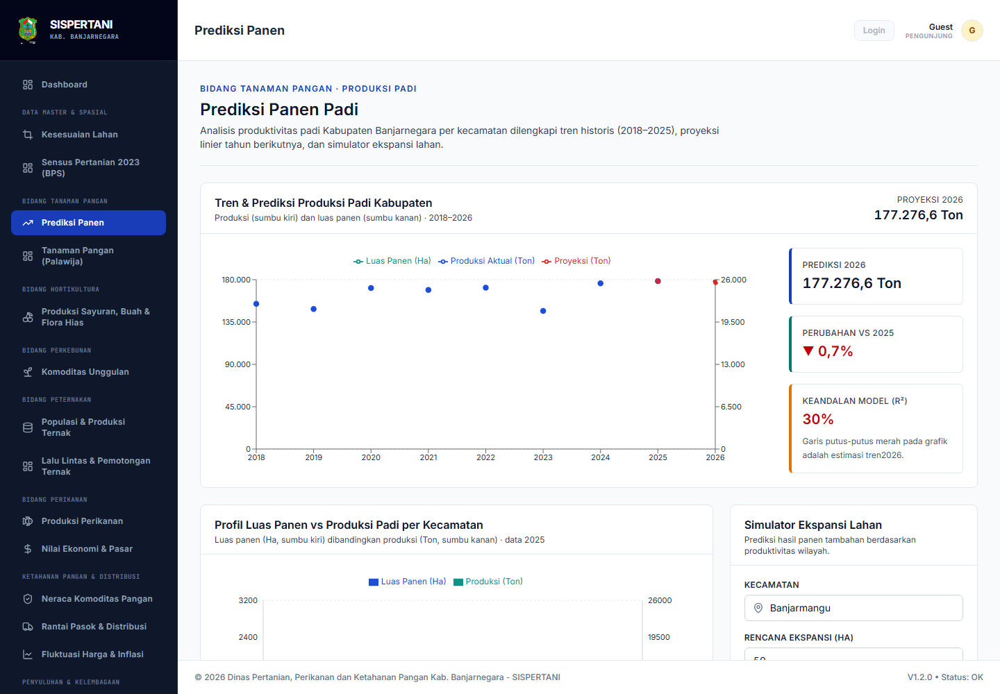 SISPERTANI
KAB. BANJARNEGARA
Dashboard
DATA MASTER & SPASIAL
Kesesuaian Lahan
Sensus Pertanian 2023
(BPS)
BIDANG TANAMAN PANGAN
Prediksi Panen
Tanaman Pangan
(Palawija)
BIDANG HORTIKULTURA
Produksi Sayuran, Buah &
Flora Hias
BIDANG PERKEBUNAN
Komoditas Unggulan
BIDANG PETERNAKAN
Populasi & Produksi
Ternak
Lalu Lintas & Pemotongan
Ternak
BIDANG PERIKANAN
Produksi Perikanan
Nilai Ekonomi & Pasar
KETAHANAN PANGAN & DISTRIBUSI
Neraca Komoditas Pangan
Rantai Pasok & Distribusi
Fluktuasi Harga & Inflasi
PENYULUHAN & KELEMBAGAAN
Prediksi Panen
Login
Guest
PENGUNJUNG
G
BIDANG TANAMAN PANGAN · PRODUKSI PADI
Prediksi Panen Padi
Analisis produktivitas padi Kabupaten Banjarnegara per kecamatan dilengkapi tren historis (2018–2025), proyeksi
linier tahun berikutnya, dan simulator ekspansi lahan.
Tren & Prediksi Produksi Padi Kabupaten
Produksi (sumbu kiri) dan luas panen (sumbu kanan) · 2018–2026
PROYEKSI 2026
177.276,6 Ton
Luas Panen (Ha) Produksi Aktual (Ton) Proyeksi (Ton)
180.000 26.000
135.000 19.500
90.000 13.000
45.000 6.500
0 0
2018 2019 2020 2021 2022 2023 2024 2025 2026
PREDIKSI 2026
177.276,6 Ton
PERUBAHAN VS 2025
▼ 0,7%
KEANDALAN MODEL (R²)
30%
Garis putus-putus merah pada grafik
adalah estimasi tren2026.
Profil Luas Panen vs Produksi Padi per Kecamatan
Luas panen (Ha, sumbu kiri) dibandingkan produksi (Ton, sumbu kanan) · data 2025
Luas Panen (Ha) Produksi (Ton)
3200 26000
2400 19500
Simulator Ekspansi Lahan
Prediksi hasil panen tambahan berdasarkan
produktivitas wilayah.
KECAMATAN
Banjarmangu
RENCANA EKSPANSI (HA)
50
© 2026 Dinas Pertanian, Perikanan dan Ketahanan Pangan Kab. Banjarnegara - SISPERTANI
V1.2.0 • Status: OK